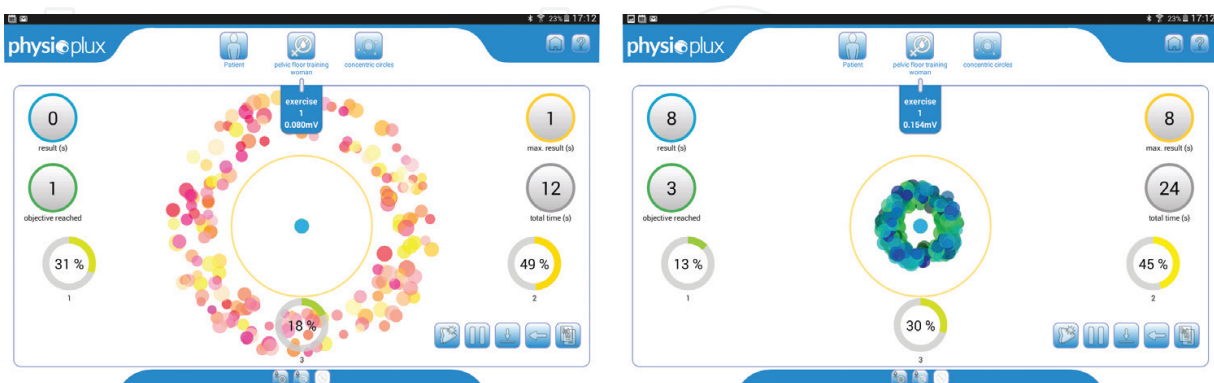 23% 17:12
physioplux
Patient
pelvic floor training
woman
concentric circles
exercise
1
0.080mV
0
result (s)
1
max. result (s)
1
objective reached
12
total time (s)
31 %
1
49 %
2
18 %
3
23% 17:12
physioplux
Patient
pelvic floor training
woman
concentric circles
exercise
1
0.154mV
8
result (s)
8
max. result (s)
3
objective reached
24
total time (s)
13 %
1
45 %
2
30 %
3